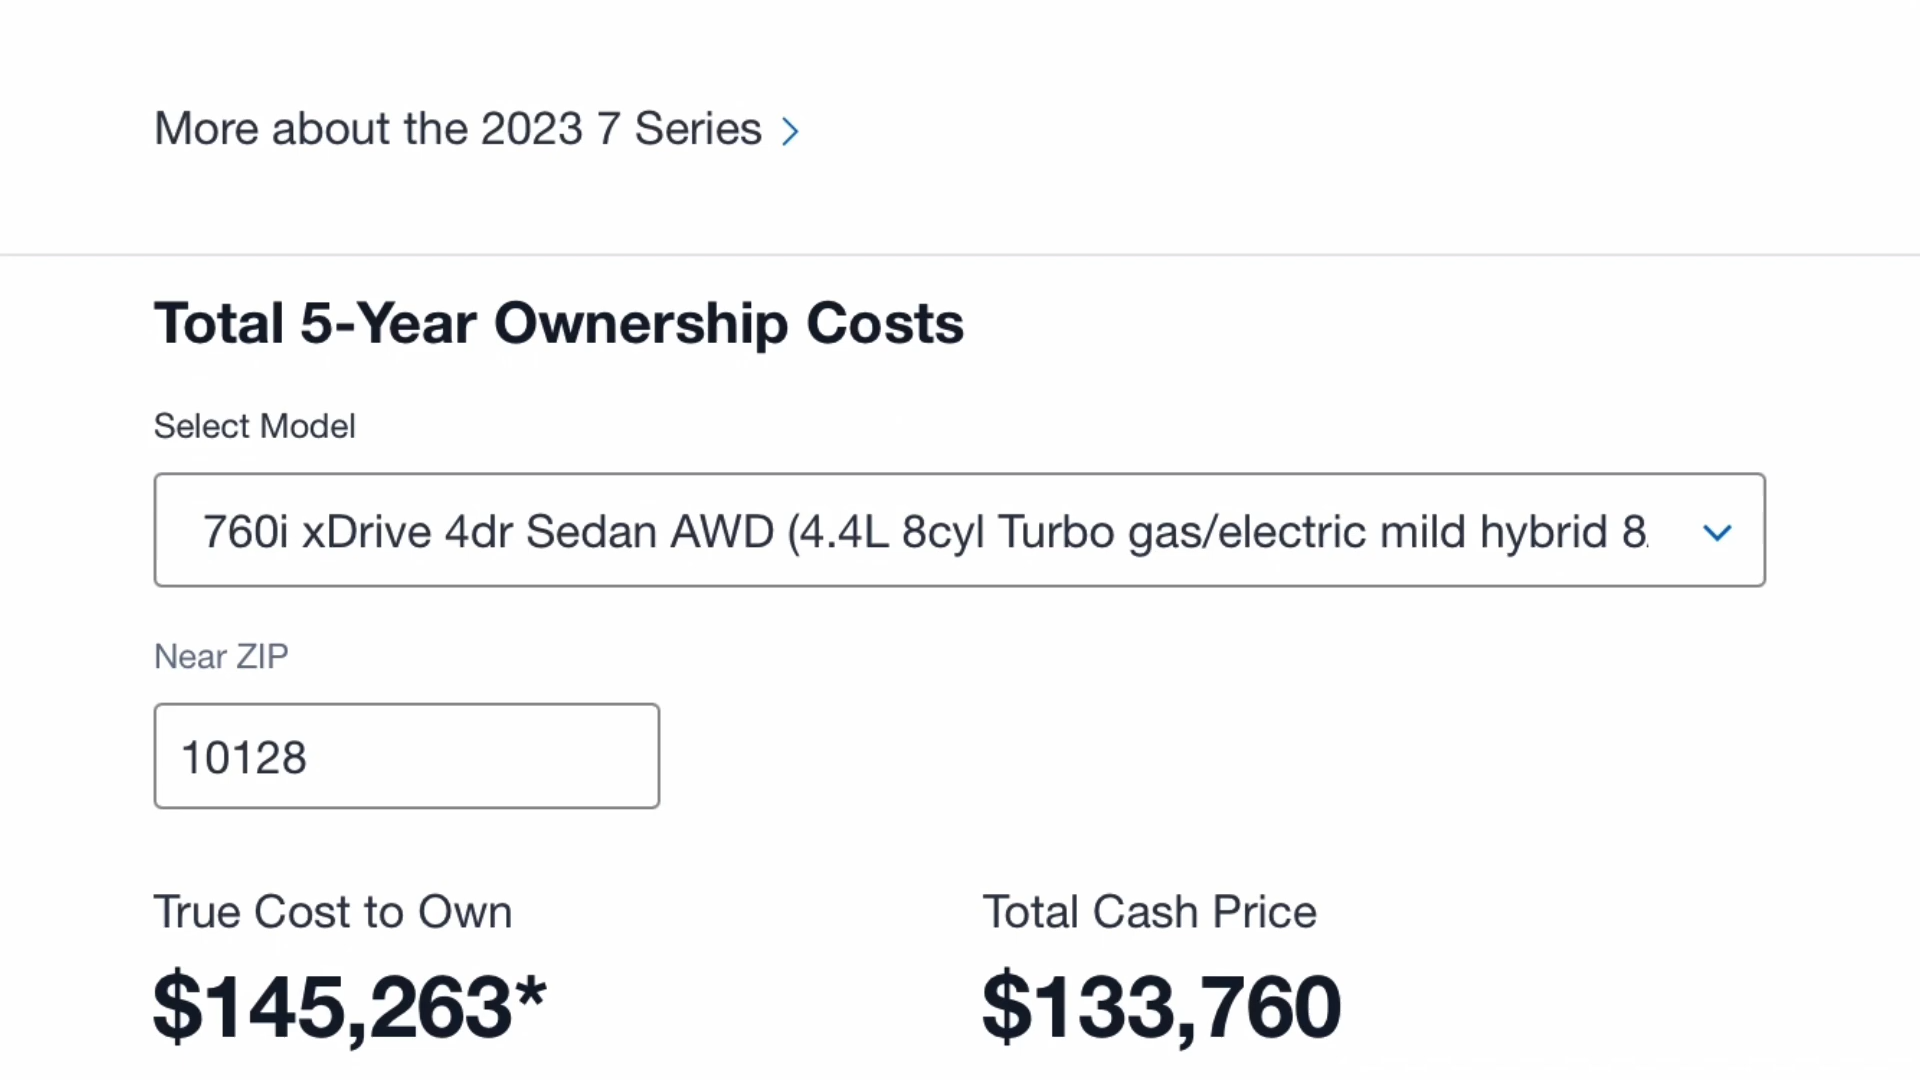 More about the 2023 7 Series
Total 5-Year Ownership Costs
Select Model
760i xDrive 4dr Sedan AWD (4.4L 8cyl Turbo gas/electric mild hybrid 8
Near ZIP
10128
True Cost to Own
Total Cash Price
$145,263*
$133,760